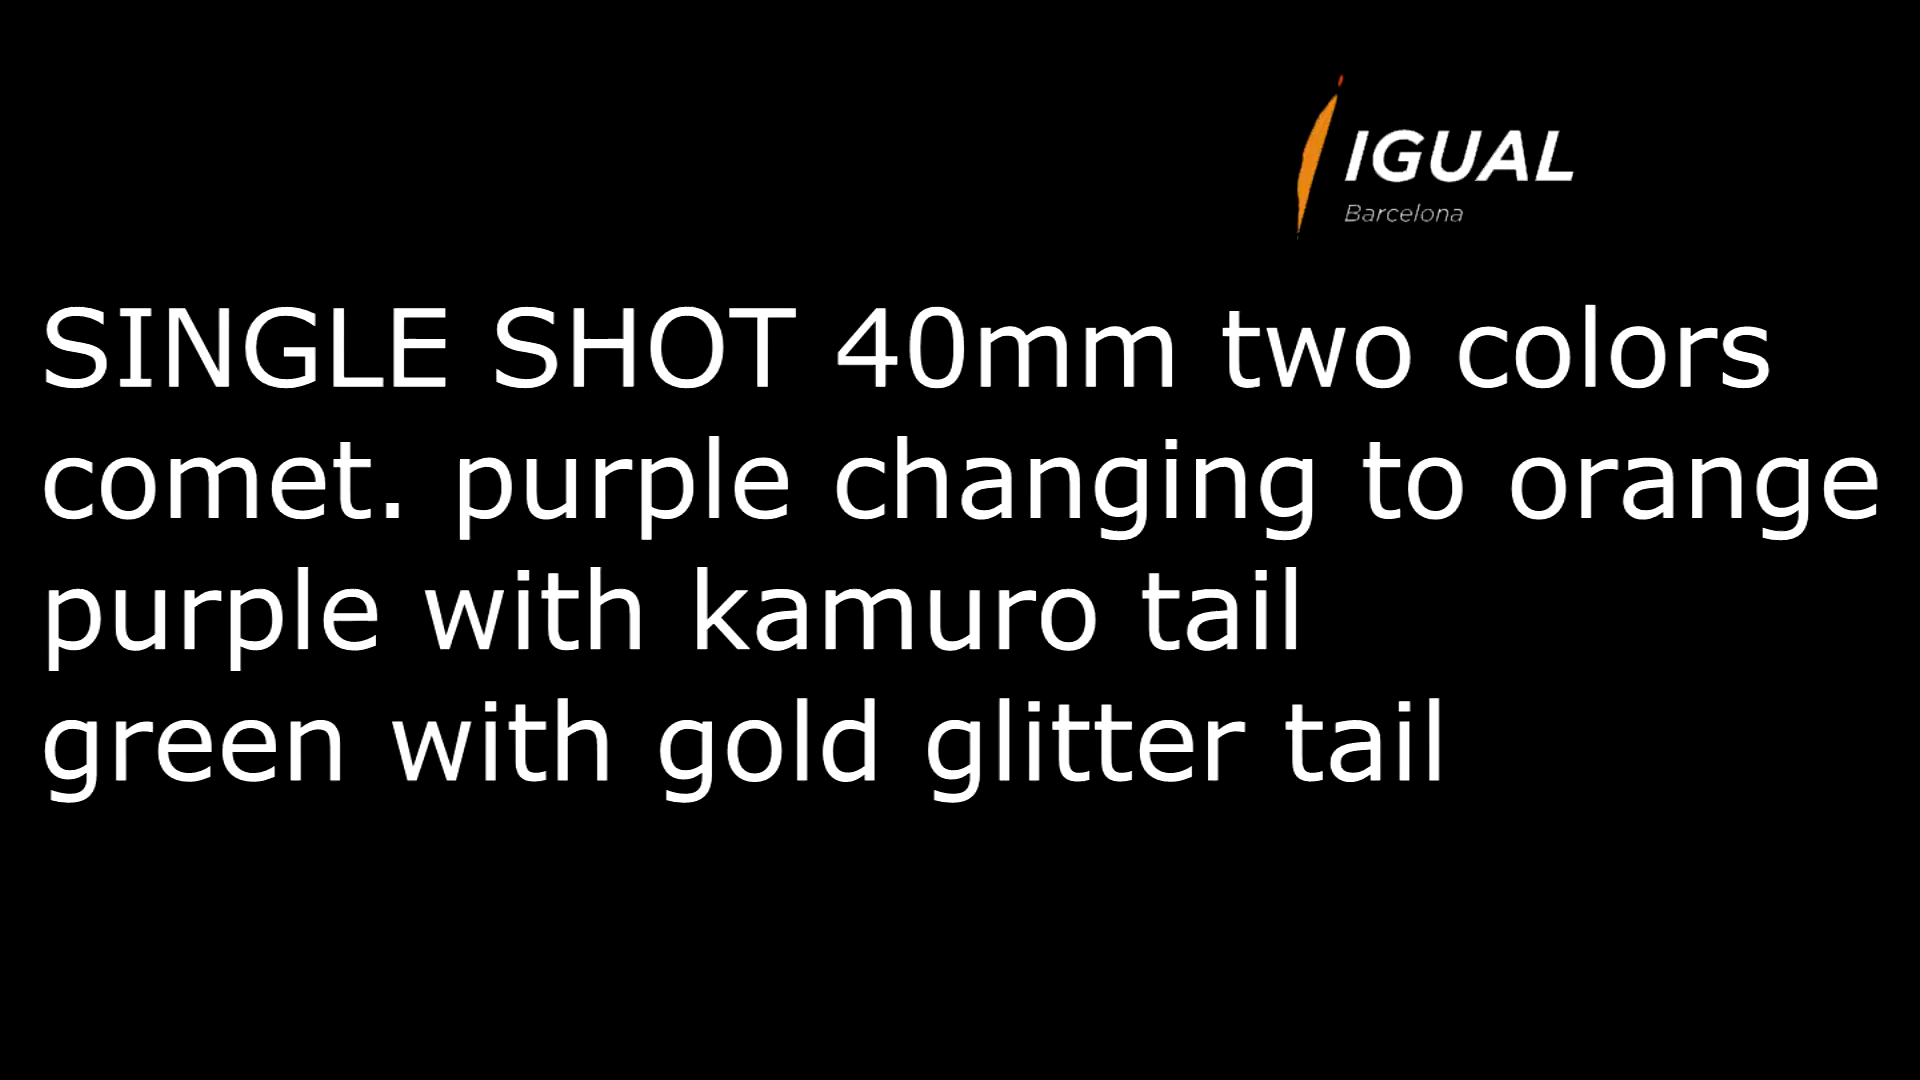 IGUAL
Barcelona
SINGLE SHOT 40mm two colors
comet. purple changing to orange
purple with kamuro tail
green with gold glitter tail